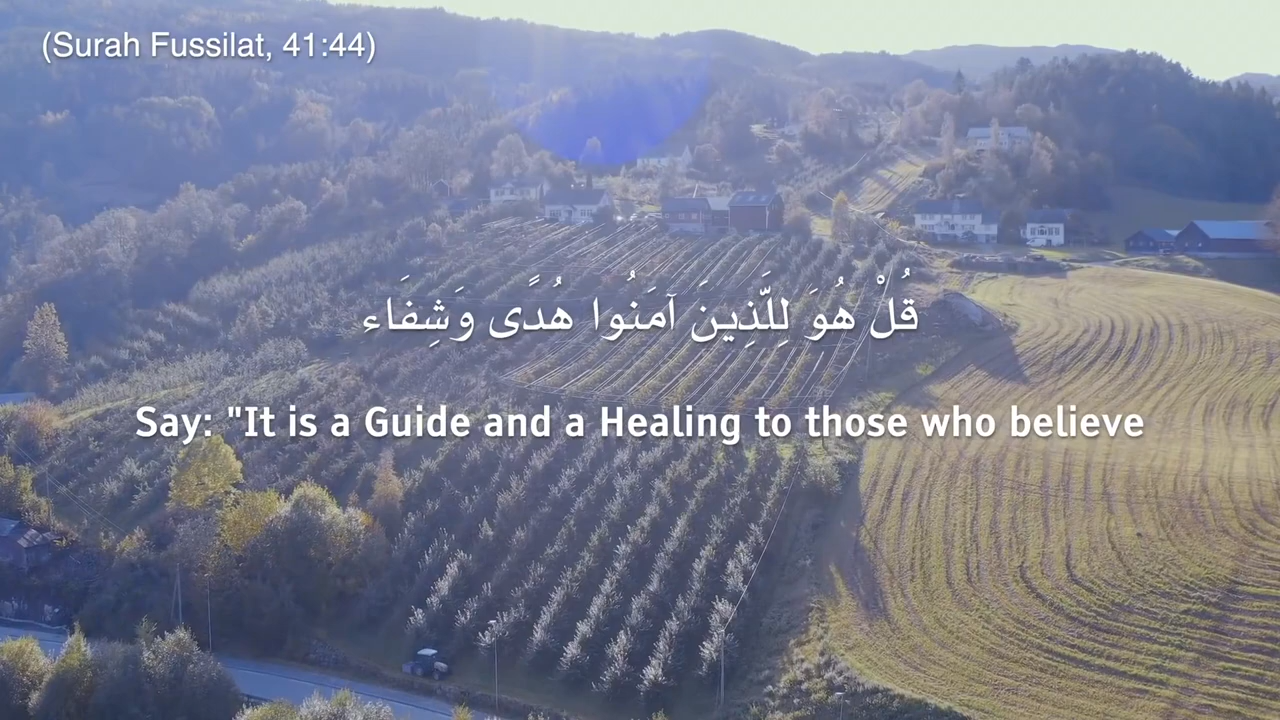 (Surah Fussilat, 41:44)
قُلْ هُوَ لِلَّذِينَ آمَنُوا هُدًى وَشِفَاء
Say: "It is a Guide and a Healing to those who believe